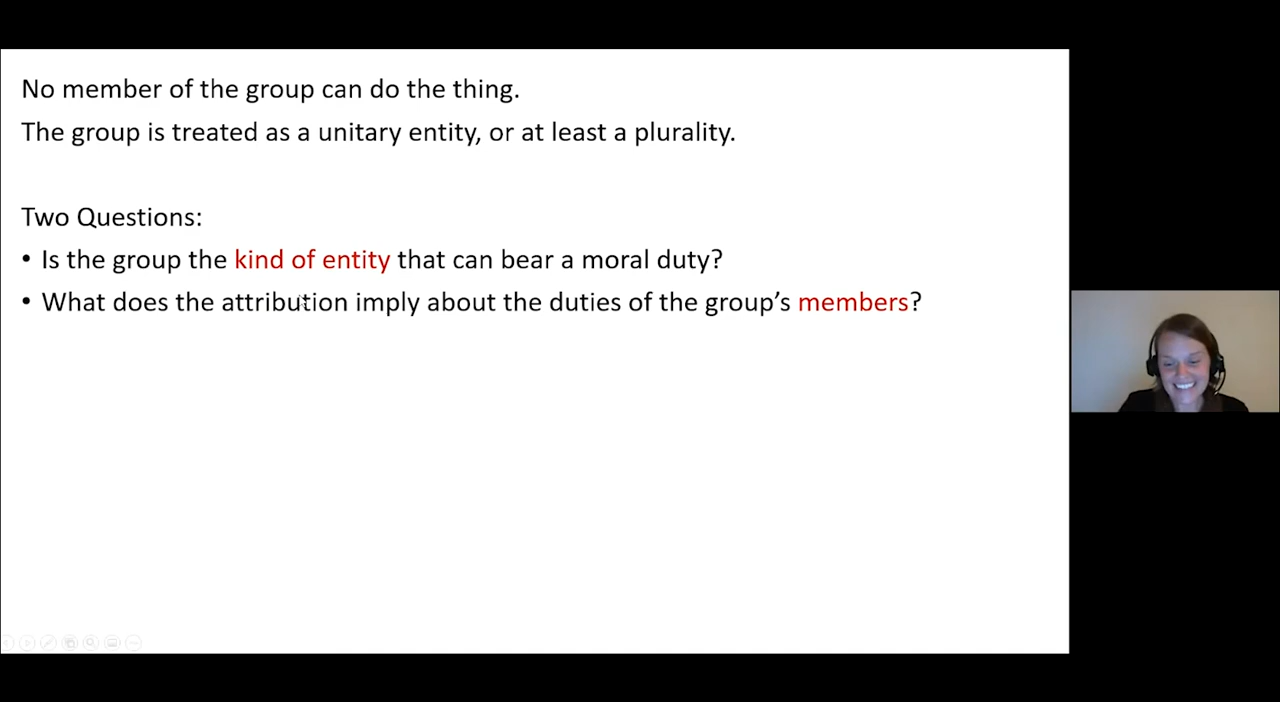 No member of the group can do the thing.
The group is treated as a unitary entity, or at least a plurality.
Two Questions:
• Is the group the kind of entity that can bear a moral duty?
• What does the attribution imply about the duties of the group’s members?